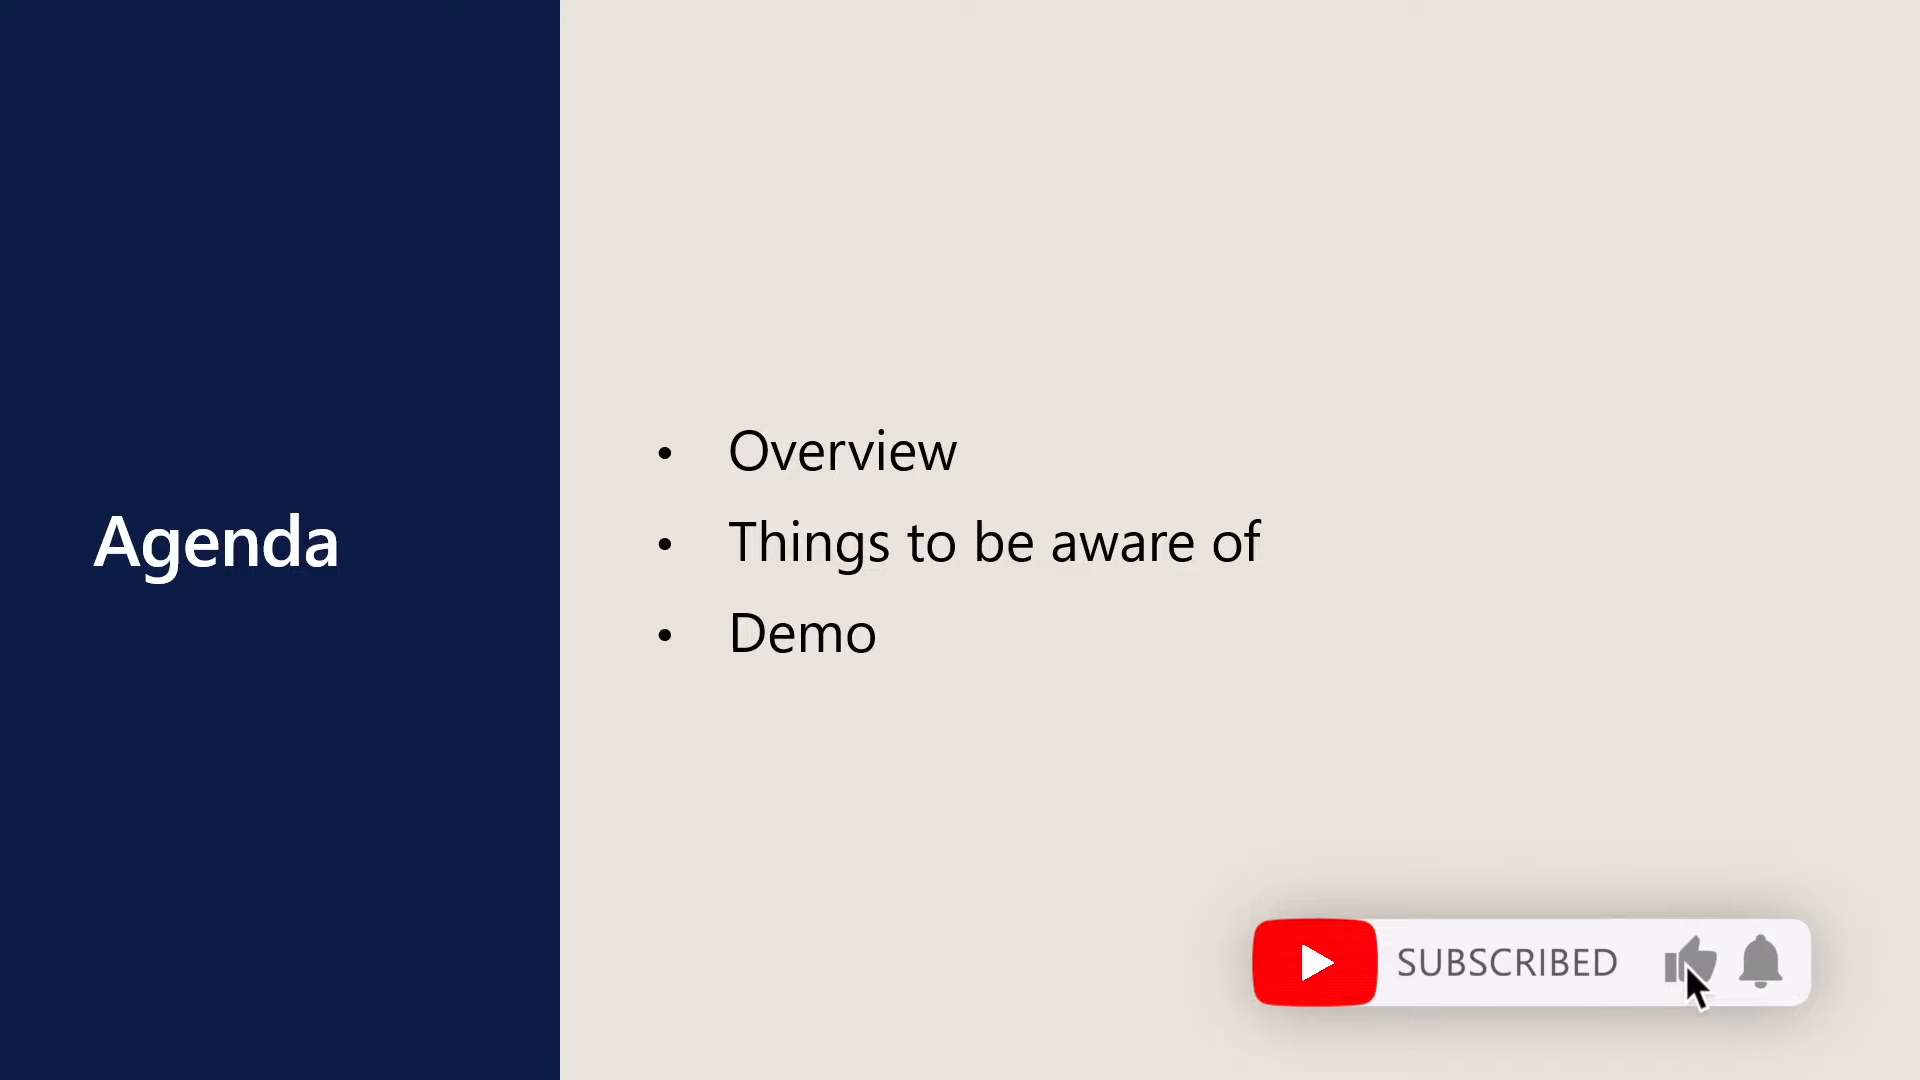 Agenda
• Overview
• Things to be aware of
• Demo
SUBSCRIBED